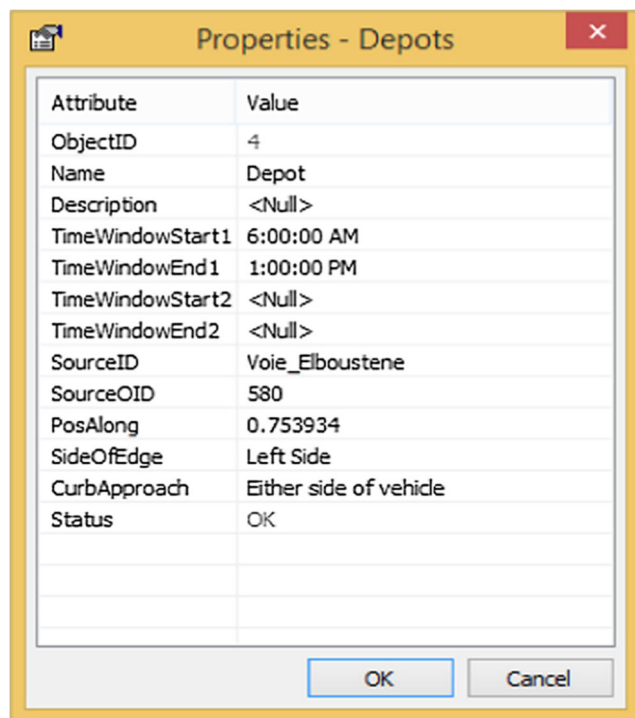 Properties - Depots
Attribute Value
ObjectID 4
Name Depot
Description <Null>
TimeWindowStart1 6:00:00 AM
TimeWindowEnd1 1:00:00 PM
TimeWindowStart2 <Null>
TimeWindowEnd2 <Null>
SourceID Voie_Elboustene
SourceOID 580
PosAlong 0.753934
SideOfEdge Left Side
CurbApproach Either side of vehicle
Status OK
OK Cancel